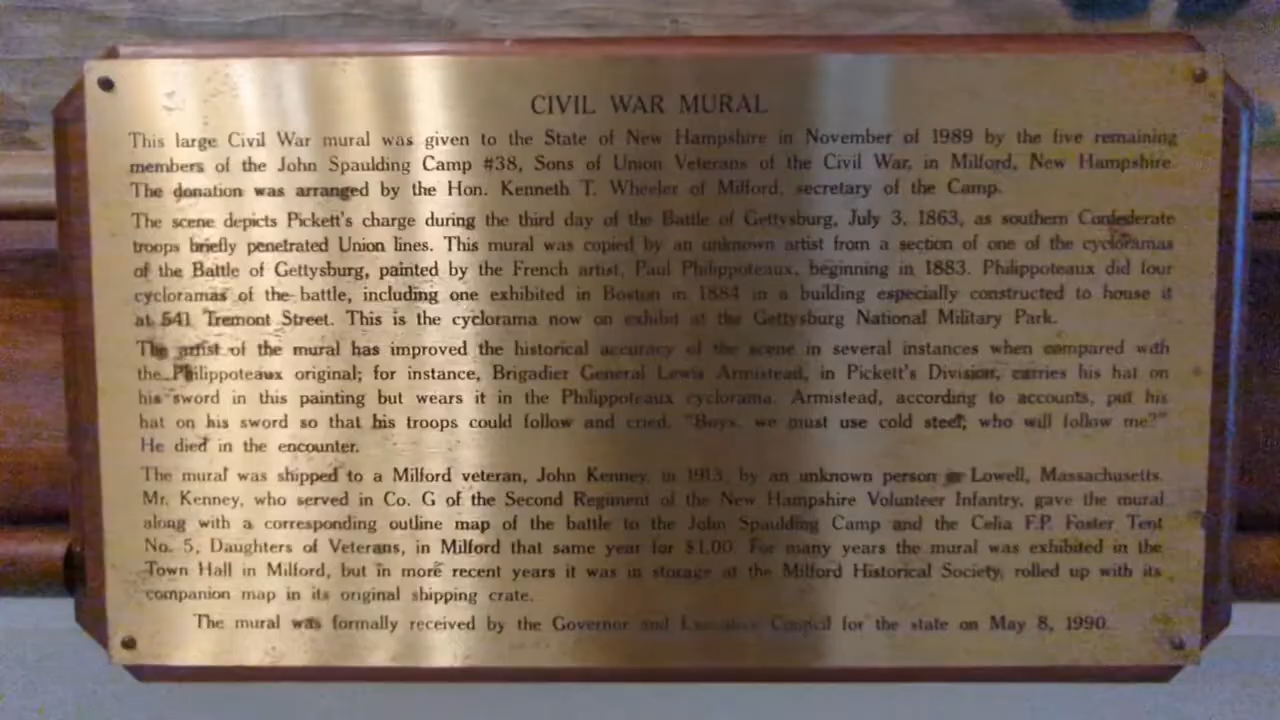 CIVIL WAR MURAL
This large Civil War mural was given to the State of New Hampshire in November of 1989 by the five remaining
members of the John Spaulding Camp #38, Sons of Union Veterans of the Civil War, in Milford, New Hampshire.
The donation was arranged by the Hon. Kenneth T. Wheeler of Milford, secretary of the Camp.
The scene depicts Pickett's charge during the third day of the Battle of Gettysburg, July 3, 1863, as southern Confederate
troops briefly penetrated Union lines. This mural was copied by an unknown artist from a section of one of the cycloramas
of the Battle of Gettysburg, painted by the French artist, Paul Philippoteaux, beginning in 1883. Philippoteaux did four
cycloramas of the battle, including one exhibited in Boston in 1884 in a building especially constructed to house it
at 541 Tremont Street. This is the cyclorama now on exhibit at the Gettysburg National Military Park.
The artist of the mural has improved the historical accuracy of the scene in several instances when compared with
the Philippoteaux original; for instance, Brigadier General Lewis Armistead, in Pickett's Division, carries his hat on
his sword in this painting but wears it in the Philippoteaux cyclorama. Armistead, according to accounts, put his
hat on his sword so that his troops could follow and cried, "Boys, we must use cold steel; who will follow me?"
He died in the encounter.
The mural was shipped to a Milford veteran, John Kenney, in 1913, by an unknown person Lowell, Massachusetts.
Mr. Kenney, who served in Co. G of the Second Regiment of the New Hampshire Volunteer Infantry, gave the mural
along with a corresponding outline map of the battle to the John Spaulding Camp and the Celia F.P. Foster Tent
No. 5, Daughters of Veterans, in Milford that same year for $1.00. For many years the mural was exhibited in the
Town Hall in Milford, but in more recent years it was in storage at the Milford Historical Society, rolled up with its
companion map in its original shipping crate.
The mural was formally received by the Governor and Executive Council for the state on May 8, 1990.